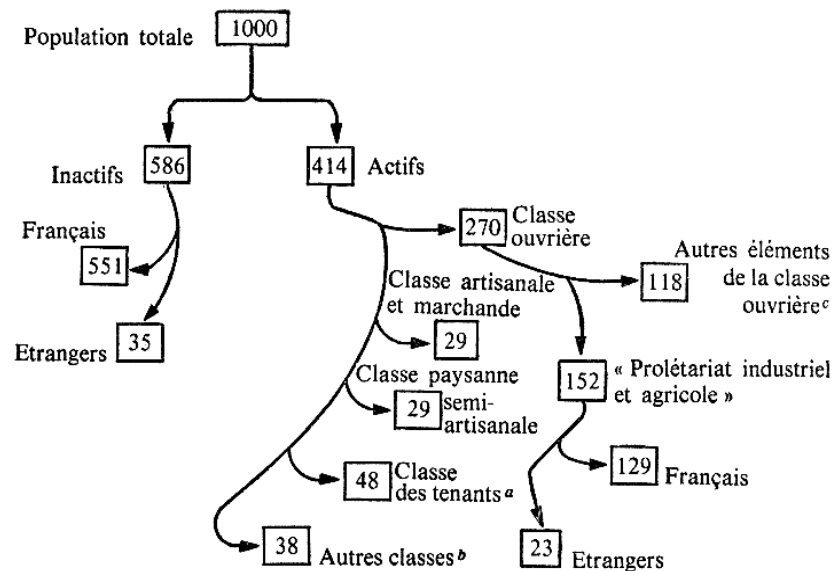 Population totale
1000
586
Inactifs
414
Actifs
Français
551
Etrangers
35
270
Classe
ouvrière
118
Autres éléments
de la classe
ouvrière c
Classe artisanale
et marchande
29
Classe paysanne
29
semi-
artisanale
48
Classe
des tenants a
38
Autres classes b
152
« Prolétariat industriel
et agricole »
129
Français
23
Etrangers